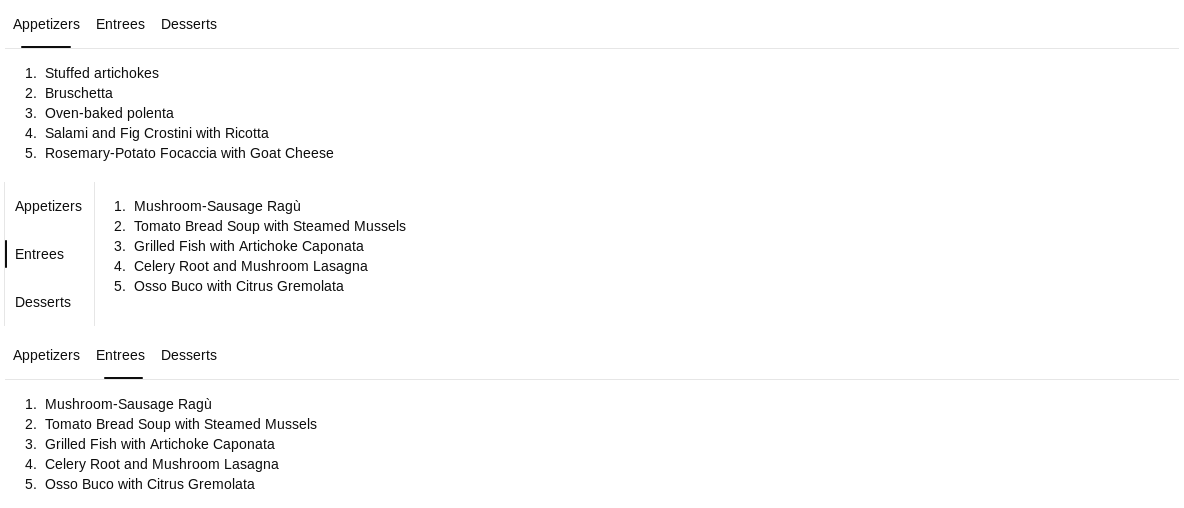 Appetizers Entrees Desserts
1. Stuffed artichokes
2. Bruschetta
3. Oven-baked polenta
4. Salami and Fig Crostini with Ricotta
5. Rosemary-Potato Focaccia with Goat Cheese
Appetizers
Entrees
Desserts
1. Mushroom-Sausage Ragù
2. Tomato Bread Soup with Steamed Mussels
3. Grilled Fish with Artichoke Caponata
4. Celery Root and Mushroom Lasagna
5. Osso Buco with Citrus Gremolata
Appetizers Entrees Desserts
1. Mushroom-Sausage Ragù
2. Tomato Bread Soup with Steamed Mussels
3. Grilled Fish with Artichoke Caponata
4. Celery Root and Mushroom Lasagna
5. Osso Buco with Citrus Gremolata